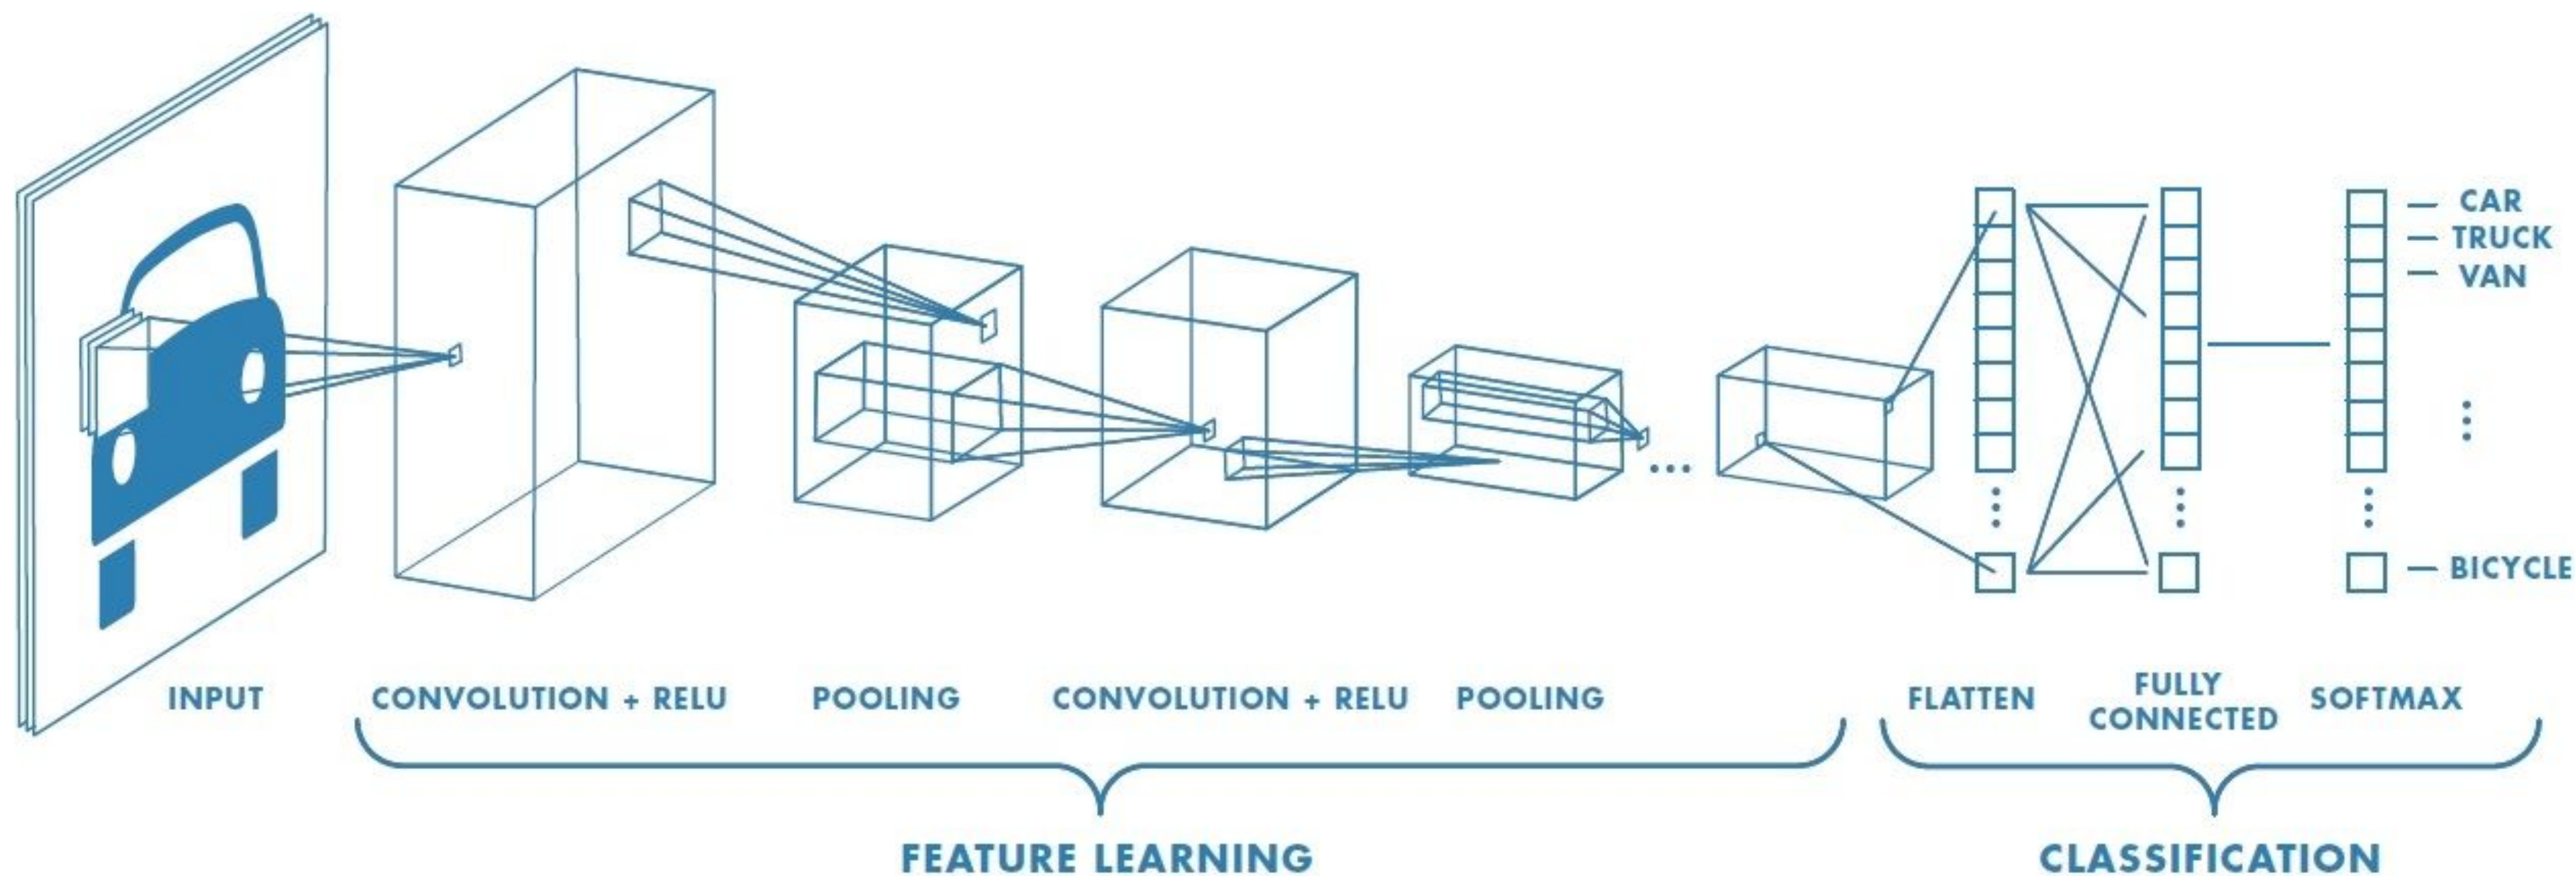 CAR
TRUCK
VAN
BICYCLE
INPUT
CONVOLUTION + RELU
POOLING
CONVOLUTION + RELU
POOLING
FLATTEN
FULLY
CONNECTED
SOFTMAX
FEATURE LEARNING
CLASSIFICATION